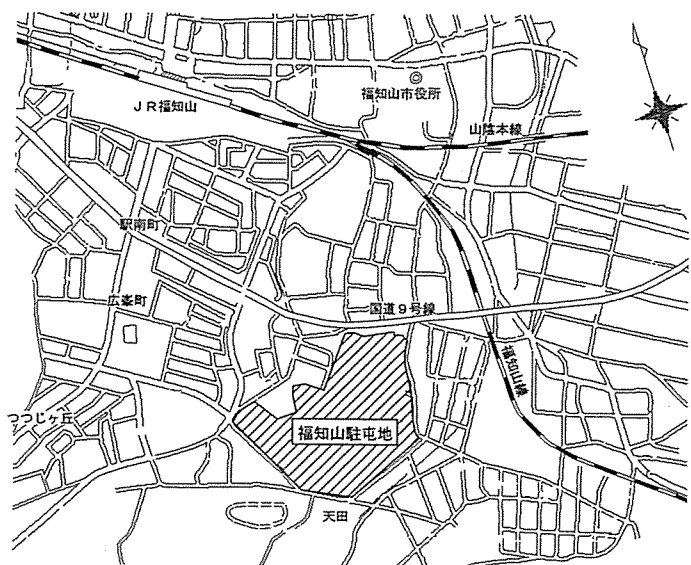 福知山市役所
JR福知山
山陰本線
駅南町
広峯町
国道9号線
福知山線
つつじヶ丘
福知山駐屯地
天田